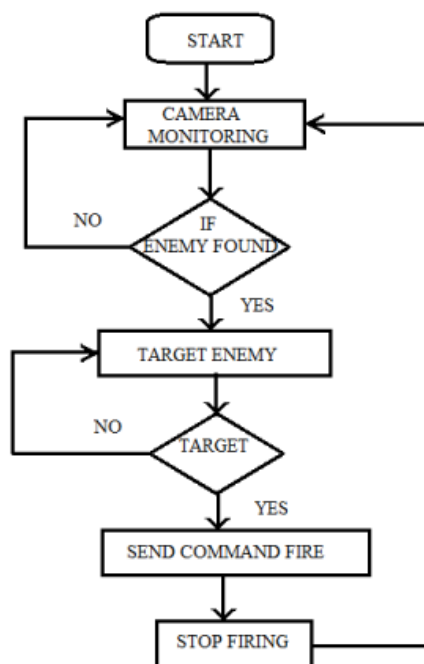 START
CAMERA
MONITORING
IF
ENEMY FOUND
NO
YES
TARGET ENEMY
NO
TARGET
YES
SEND COMMAND FIRE
STOP FIRING